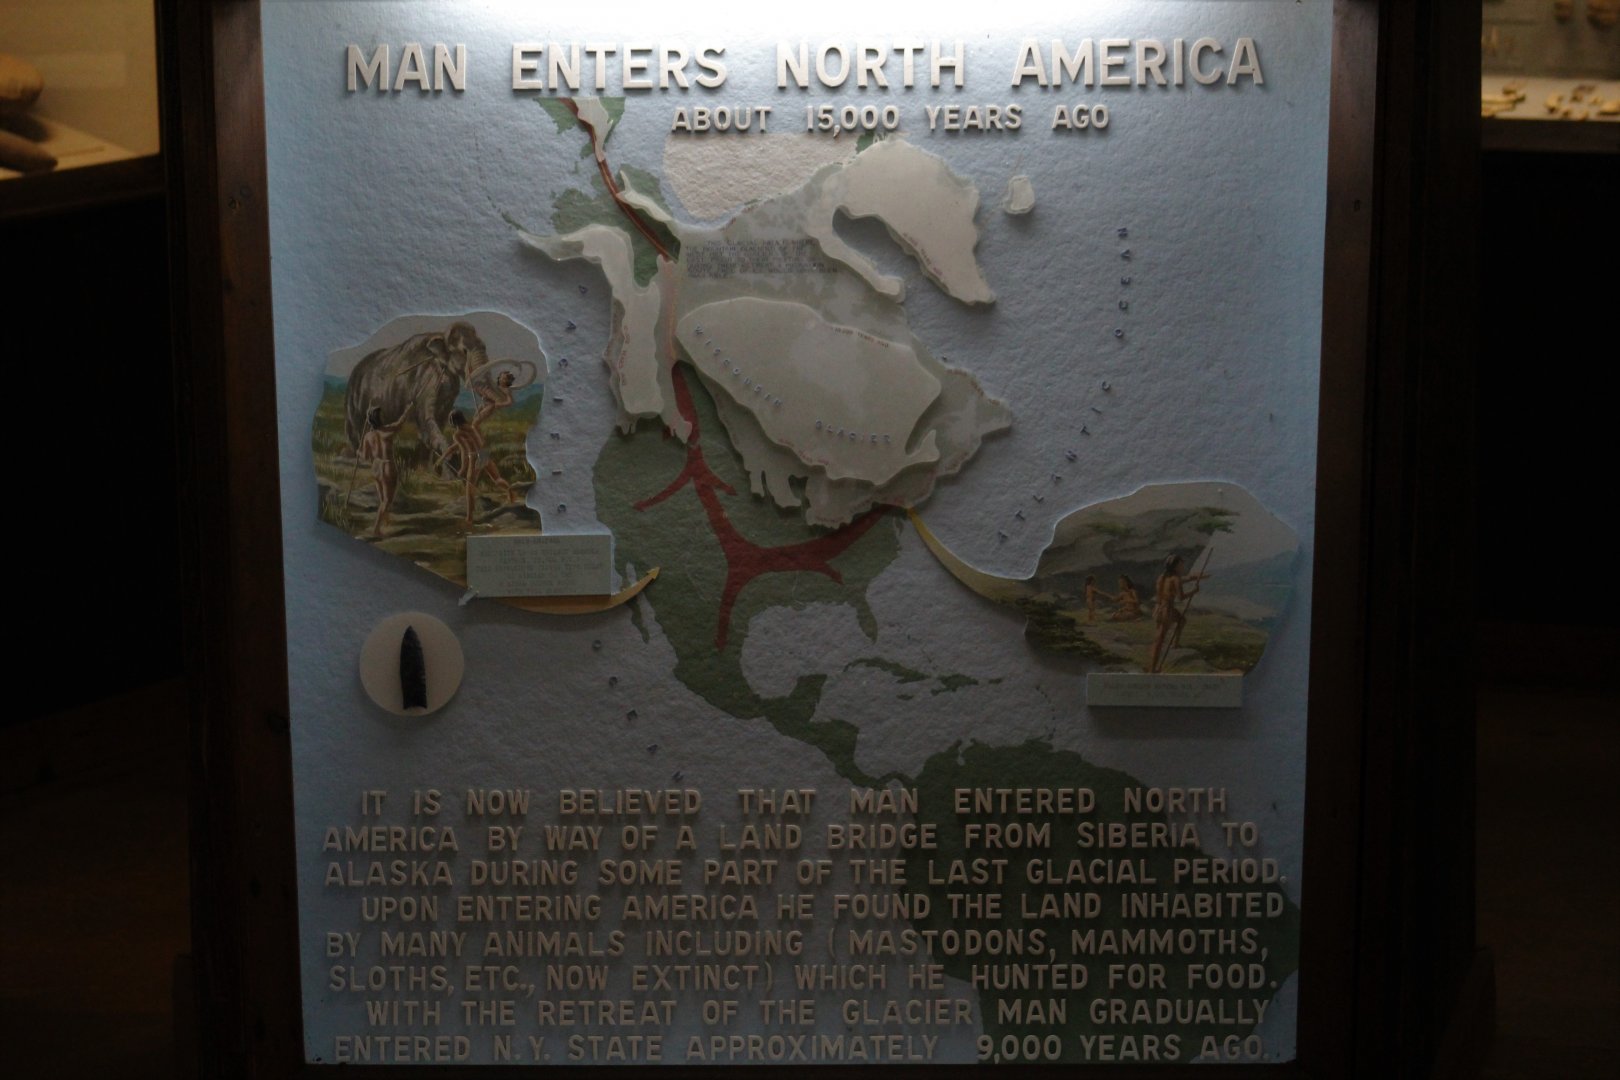 MAN ENTERS NORTH AMERICA
ABOUT 15,000 YEARS AGO
WISCONSIN
GLACIER
PACIFIC OCEAN
ATLANTIC OCEAN
IT IS NOW BELIEVED THAT MAN ENTERED NORTH
AMERICA BY WAY OF A LAND BRIDGE FROM SIBERIA TO
ALASKA DURING SOME PART OF THE LAST GLACIAL PERIOD.
UPON ENTERING AMERICA HE FOUND THE LAND INHABITED
BY MANY ANIMALS INCLUDING (MASTODONS, MAMMOTHS,
SLOTHS, ETC., NOW EXTINCT) WHICH HE HUNTED FOR FOOD.
WITH THE RETREAT OF THE GLACIER MAN GRADUALLY
ENTERED N.Y. STATE APPROXIMATELY 9,000 YEARS AGO.